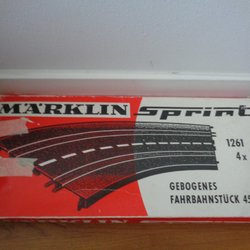 MÄRKLIN Sprint
1261
4x
GEBOGENES
FAHRBAHNSTÜCK 45